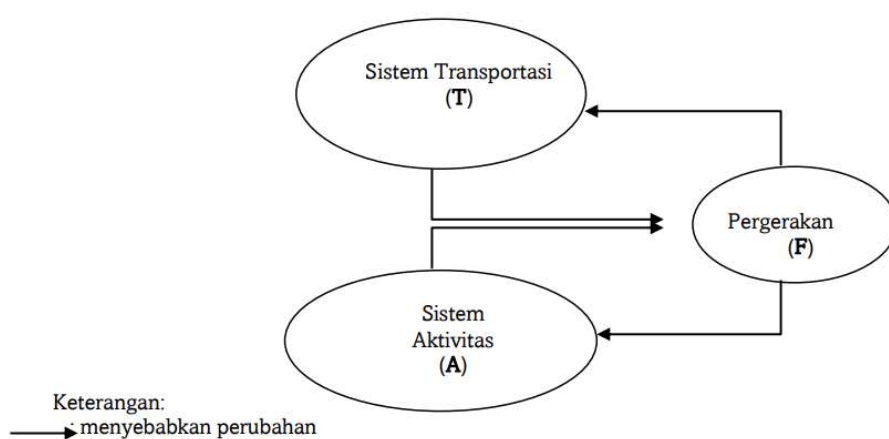 Sistem Transportasi
(T)
Pergerakan
(F)
Sistem
Aktivitas
(A)
Keterangan:
: menyebabkan perubahan